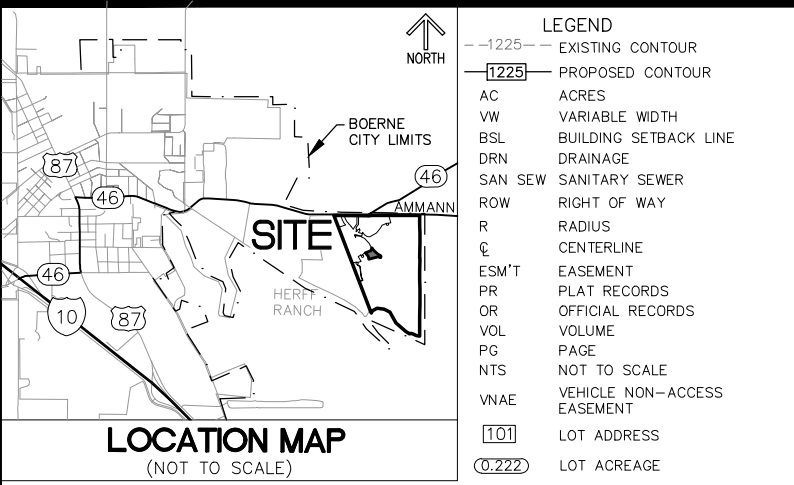 NORTH
BOERNE
CITY LIMITS
87
46
46
AMMANN
SITE
46
HERFF
RANCH
10
87
LOCATION MAP
(NOT TO SCALE)
LEGEND
1225 EXISTING CONTOUR
1225 PROPOSED CONTOUR
AC ACRES
VW VARIABLE WIDTH
BSL BUILDING SETBACK LINE
DRN DRAINAGE
SAN SEW SANITARY SEWER
ROW RIGHT OF WAY
R RADIUS
℄ CENTERLINE
ESM'T EASEMENT
PR PLAT RECORDS
OR OFFICIAL RECORDS
VOL VOLUME
PG PAGE
NTS NOT TO SCALE
VNAE VEHICLE NON-ACCESS
EASEMENT
101 LOT ADDRESS
0.222 LOT ACREAGE